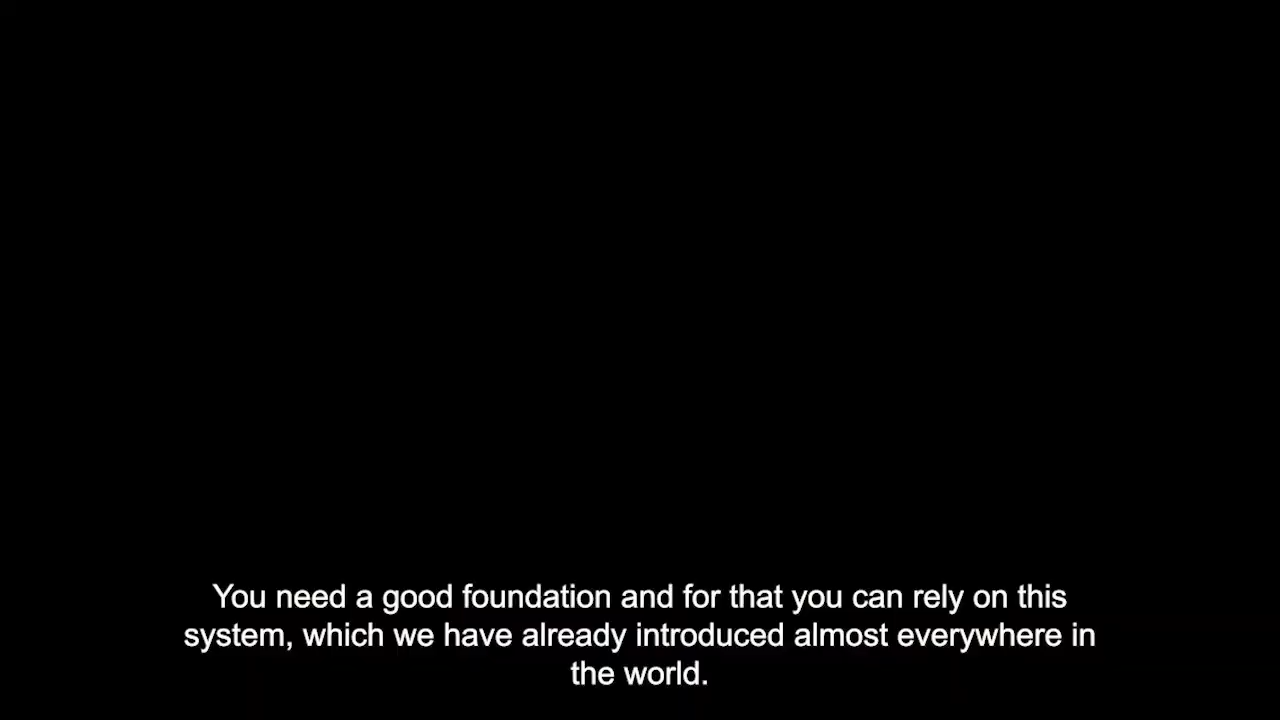 You need a good foundation and for that you can rely on this
system, which we have already introduced almost everywhere in
the world.